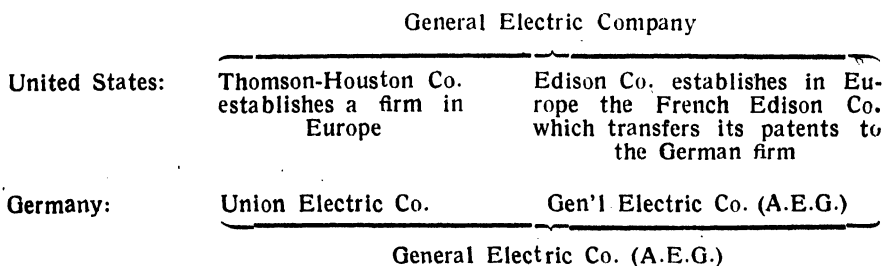 General Electric Company
United States:
Thomson-Houston Co.
establishes a firm in
Europe
Edison Co. establishes in Eu-
rope the French Edison Co.
which transfers its patents to
the German firm
Germany:
Union Electric Co.
Gen'l Electric Co. (A.E.G.)
General Electric Co. (A.E.G.)